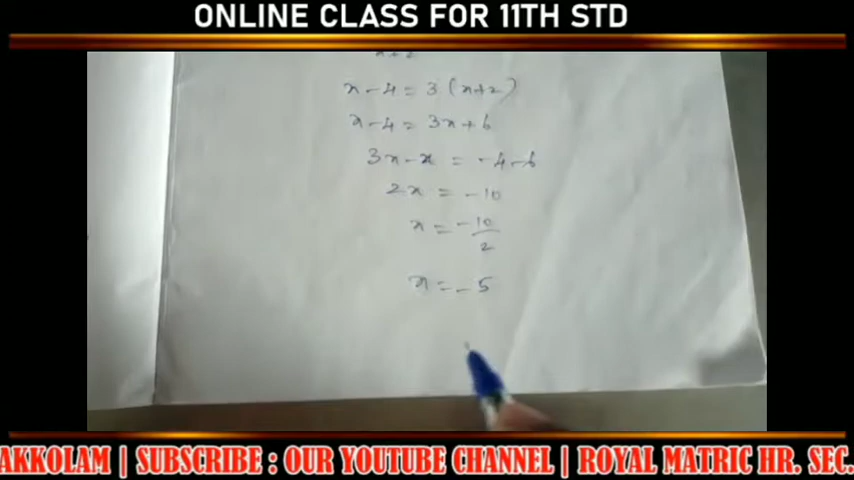 ONLINE CLASS FOR 11TH STD
x+2
x-4 = 3(x+2)
x-4 = 3x+6
3x-x = -4-6
2x = -10
x = -10/2
x = -5
AKKOLAM | SUBSCRIBE : OUR YOUTUBE CHANNEL | ROYAL MATRIC HR. SEC.